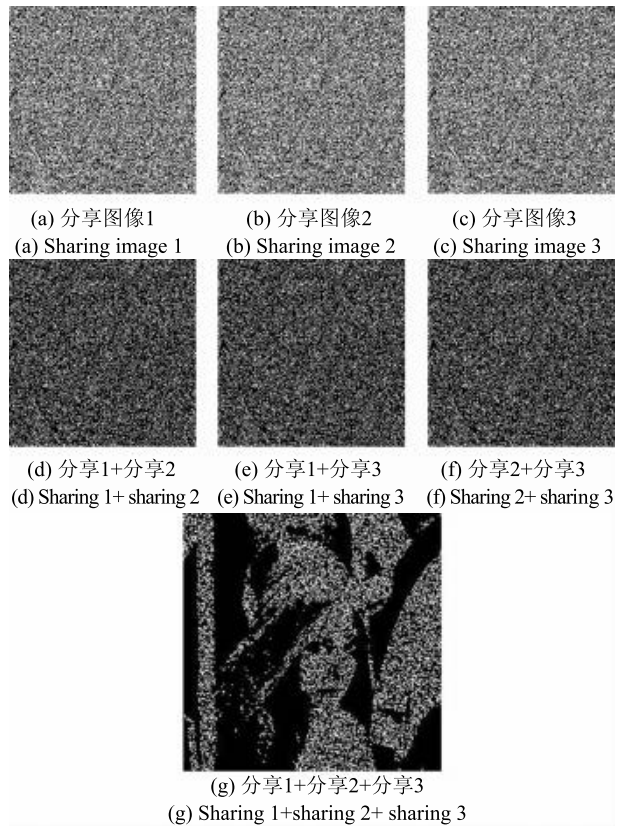 (a) 分享图像1
(b) 分享图像2
(c) 分享图像3
(a) Sharing image 1
(b) Sharing image 2
(c) Sharing image 3
(d) 分享1+分享2
(e) 分享1+分享3
(f) 分享2+分享3
(d) Sharing 1+ sharing 2
(e) Sharing 1+ sharing 3
(f) Sharing 2+ sharing 3
(g) 分享1+分享2+分享3
(g) Sharing 1+sharing 2+ sharing 3